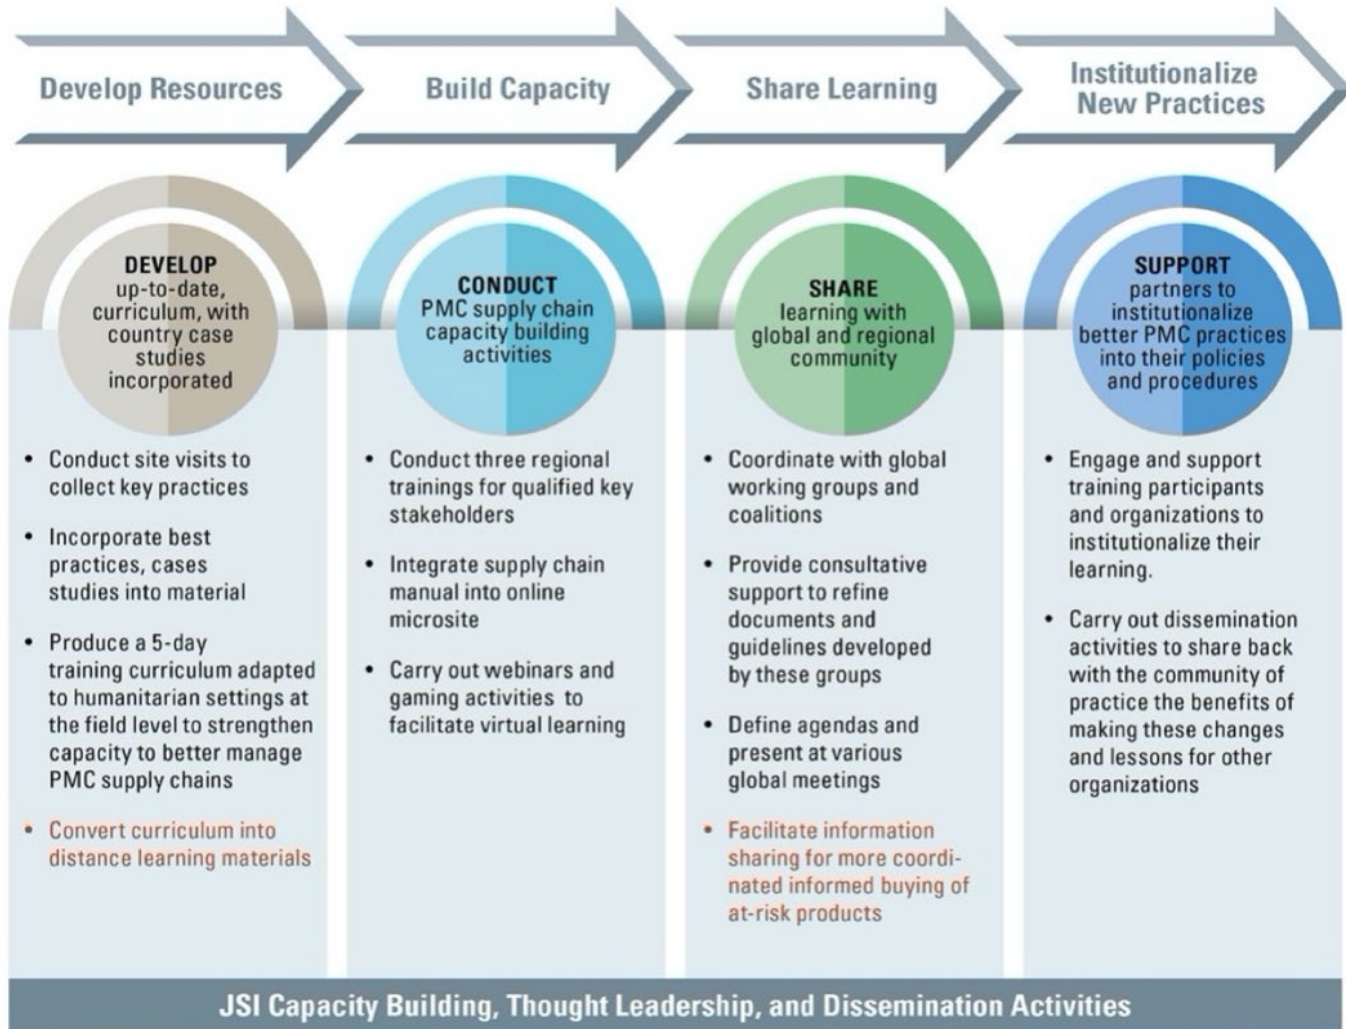 Develop Resources
Build Capacity
Share Learning
Institutionalize
New Practices
DEVELOP
up-to-date,
curriculum, with
country case
studies
incorporated
• Conduct site visits to
collect key practices
• Incorporate best
practices, cases
studies into material
• Produce a 5-day
training curriculum adapted
to humanitarian settings at
the field level to strengthen
capacity to better manage
PMC supply chains
• Convert curriculum into
distance learning materials
CONDUCT
PMC supply chain
capacity building
activities
• Conduct three regional
trainings for qualified key
stakeholders
• Integrate supply chain
manual into online
microsite
• Carry out webinars and
gaming activities to
facilitate virtual learning
SHARE
learning with
global and regional
community
• Coordinate with global
working groups and
coalitions
• Provide consultative
support to refine
documents and
guidelines developed
by these groups
• Define agendas and
present at various
global meetings
• Facilitate information
sharing for more coordi-
nated informed buying of
at-risk products
SUPPORT
partners to
institutionalize
better PMC practices
into their policies
and procedures
• Engage and support
training participants
and organizations to
institutionalize their
learning.
• Carry out dissemination
activities to share back
with the community of
practice the benefits of
making these changes
and lessons for other
organizations
JSI Capacity Building, Thought Leadership, and Dissemination Activities